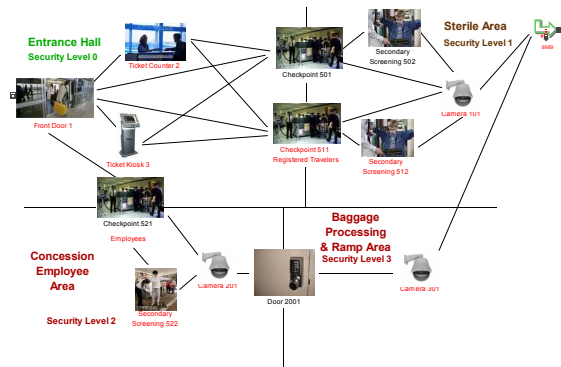 Entrance Hall
Security Level 0
Ticket Counter 2
Sterile Area
Security Level 1
Secondary
Screening 502
9999
Checkpoint 501
Camera 101
Front Door 1
Ticket Kiosk 3
Checkpoint 511
Registered Travelers
Secondary
Screening 512
Checkpoint 521
Employees
Baggage
Processing
& Ramp Area
Security Level 3
Concession
Employee
Area
Camera 201
Camera 301
Door 2001
Security Level 2
Secondary
Screening 522